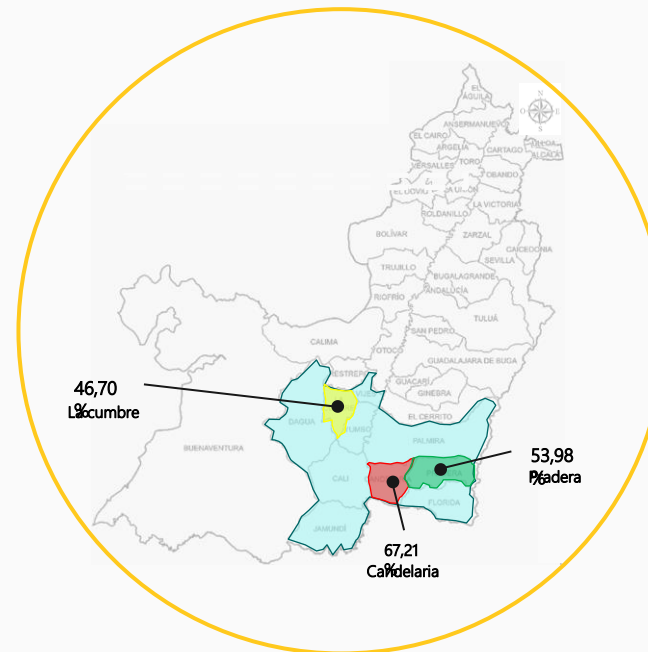 EL
ÁGUILA
N
O
E
S
ANSERMANUEVO
EL CAIRO
ARGELIA
CARTAGO
ALCALÁ
VERSALLES
TORO
OBANDO
EL DOVIO
LA UNIÓN
LA VICTORIA
ROLDANILLO
BOLÍVAR
ZARZAL
CAICEDONIA
SEVILLA
TRUJILLO
BUGALAGRANDE
ANDALUCÍA
RIOFRÍO
TULUÁ
SAN PEDRO
CALIMA
YOTOCO
GUADALAJARA DE BUGA
RESTREPO
GUACARÍ
GINEBRA
46,70
%
La cumbre
VIJES
EL CERRITO
DAGUA
YUMBO
PALMIRA
BUENAVENTURA
53,98
%
Pradera
CALI
FLORIDA
JAMUNDÍ
67,21
%
Candelaria